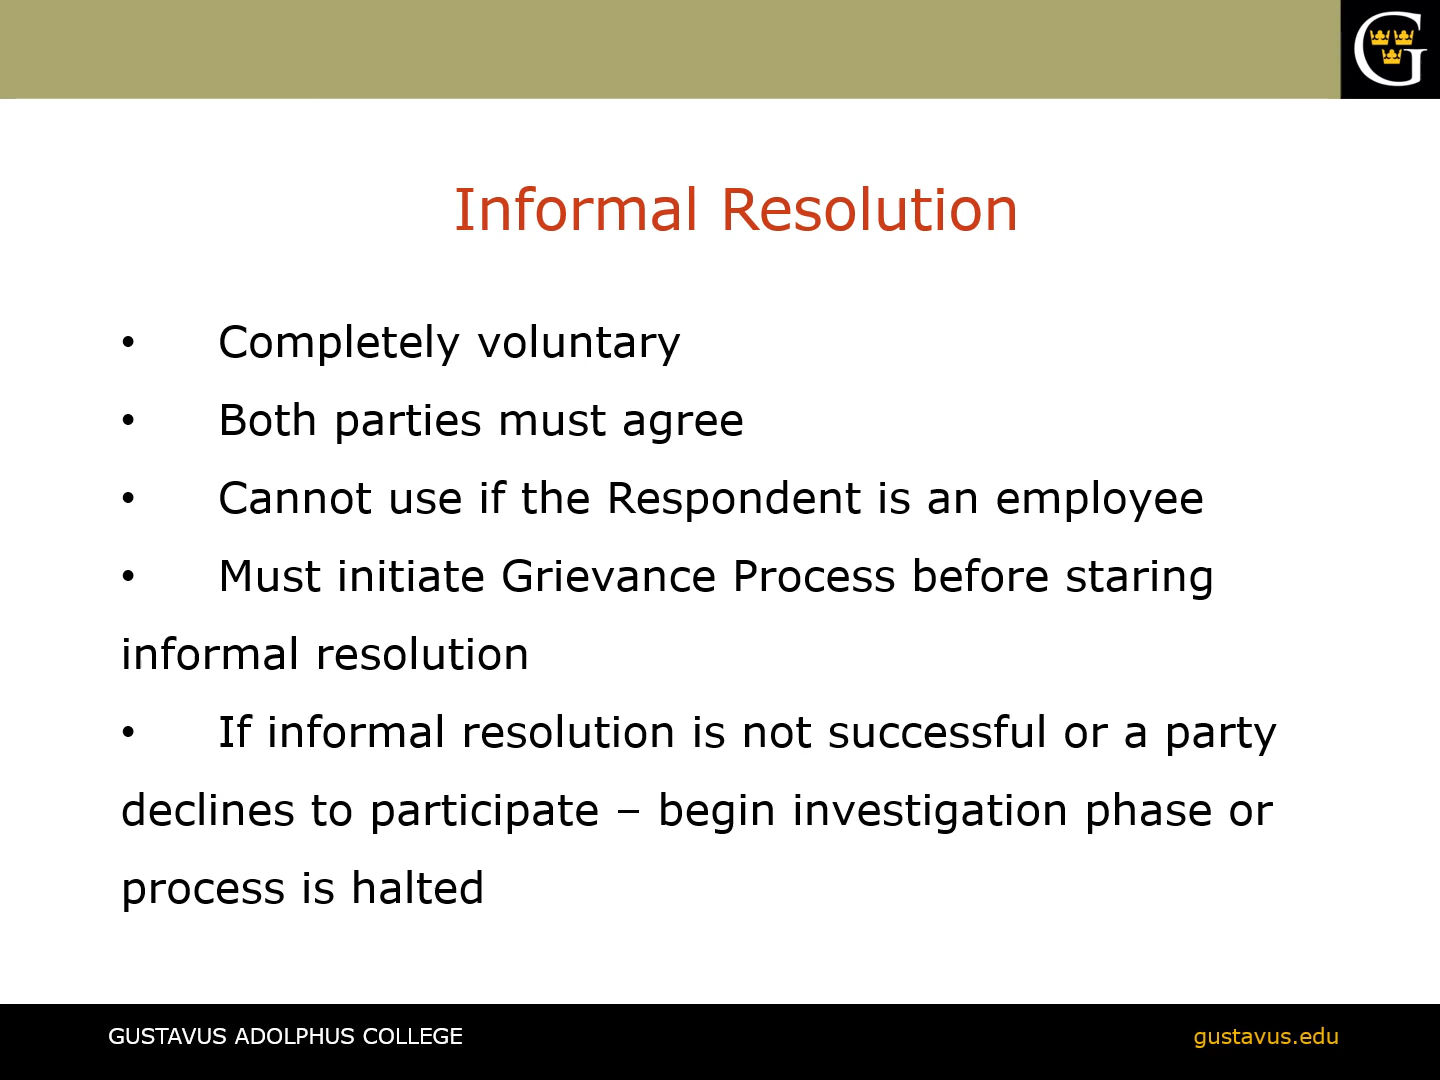 G
Informal Resolution
• Completely voluntary
• Both parties must agree
• Cannot use if the Respondent is an employee
• Must initiate Grievance Process before staring
informal resolution
• If informal resolution is not successful or a party
declines to participate – begin investigation phase or
process is halted
GUSTAVUS ADOLPHUS COLLEGE
gustavus.edu